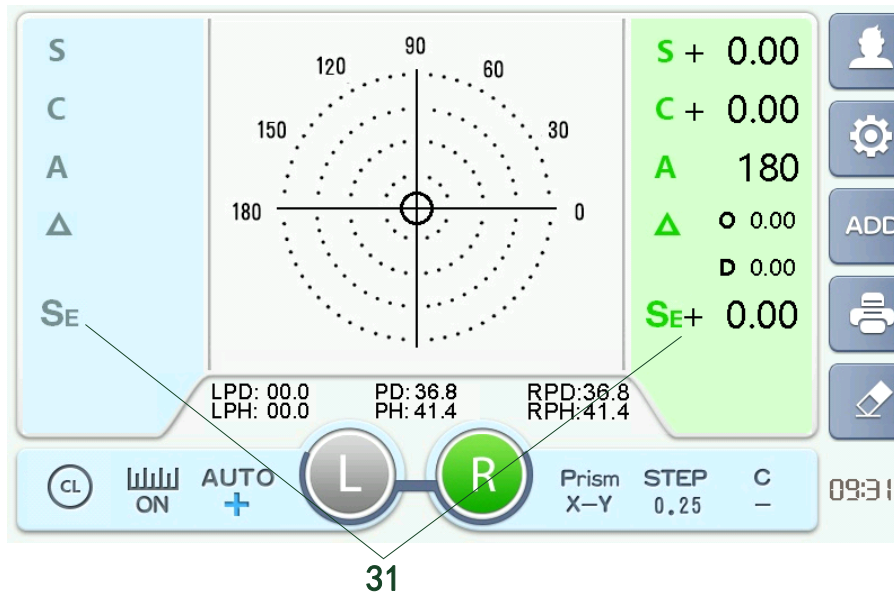 S
C
A
Δ
SE
90
120
60
150
30
180
0
S + 0.00
C + 0.00
A 180
Δ O 0.00
D 0.00
SE+ 0.00
ADD
LPD: 00.0 PD: 36.8 RPD:36.8
LPH: 00.0 PH: 41.4 RPH:41.4
CL
ON
AUTO
+
L
R
Prism
X-Y
STEP
0.25
C
-
09:31
31